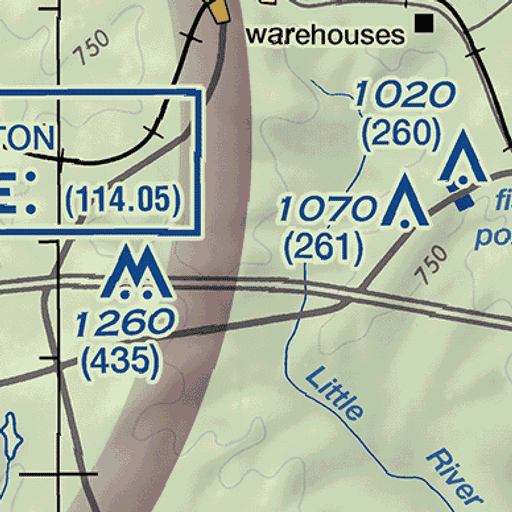 750
warehouses
1020
(260)
TON
E: (114.05)
1070
(261)
750
1260
(435)
Little
River